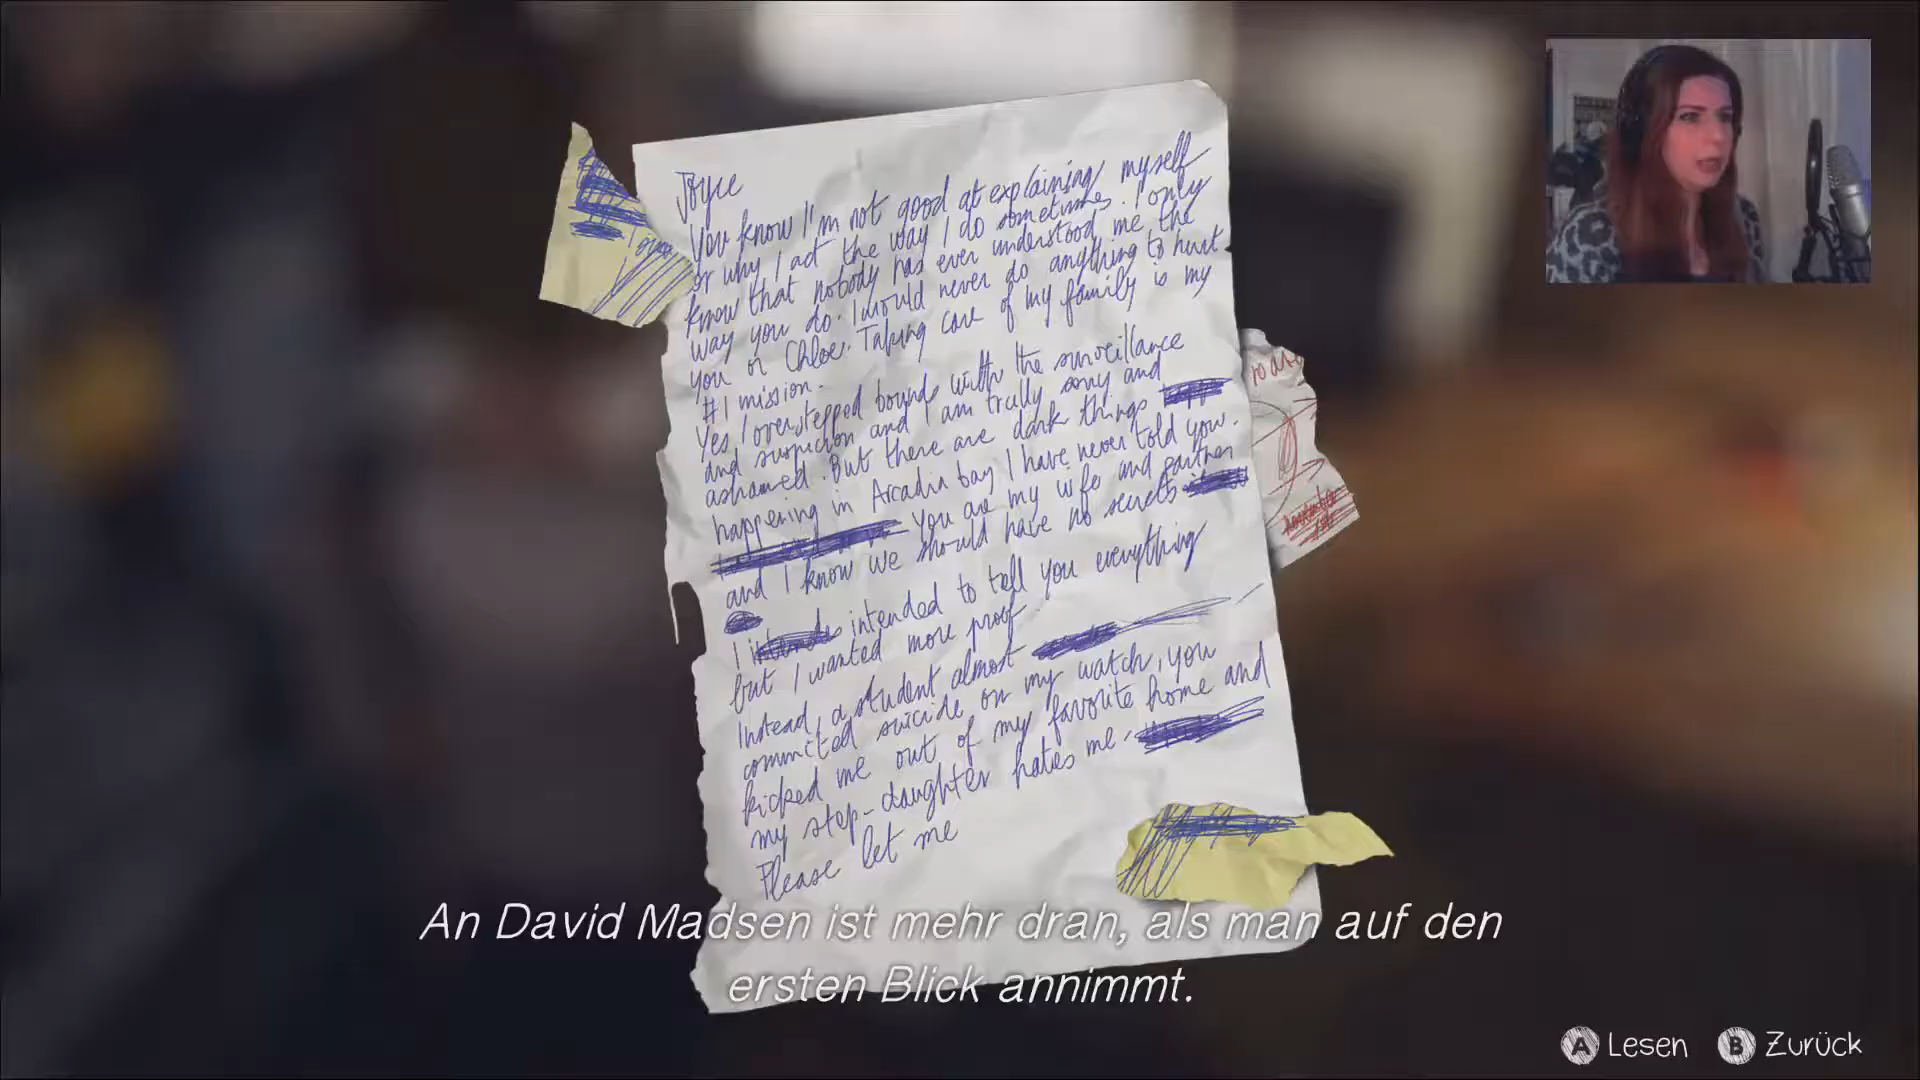 Joyce
You know I'm not good at explaining myself
or why I act the way I do sometimes. I only
know that nobody has ever understood me the
way you do. I would never do anything to hurt
you or Chloe. Taking care of my family is my
#1 mission.
Yes I overstepped bounds with the surveillance
and suspicion and I am trully sorry and
ashamed. But there are dark things
happening in Arcadia bay I have never told you.
You are my wife and partner
and I know we should have no secrets
I intended to tell you everything
but I wanted more proof
Instead, a student almost
commited suicide on my watch, you
kicked me out of my favorite home and
my step-daughter hates me.
Please let me
An David Madsen ist mehr dran, als man auf den
ersten Blick annimmt.
A Lesen B Zurück